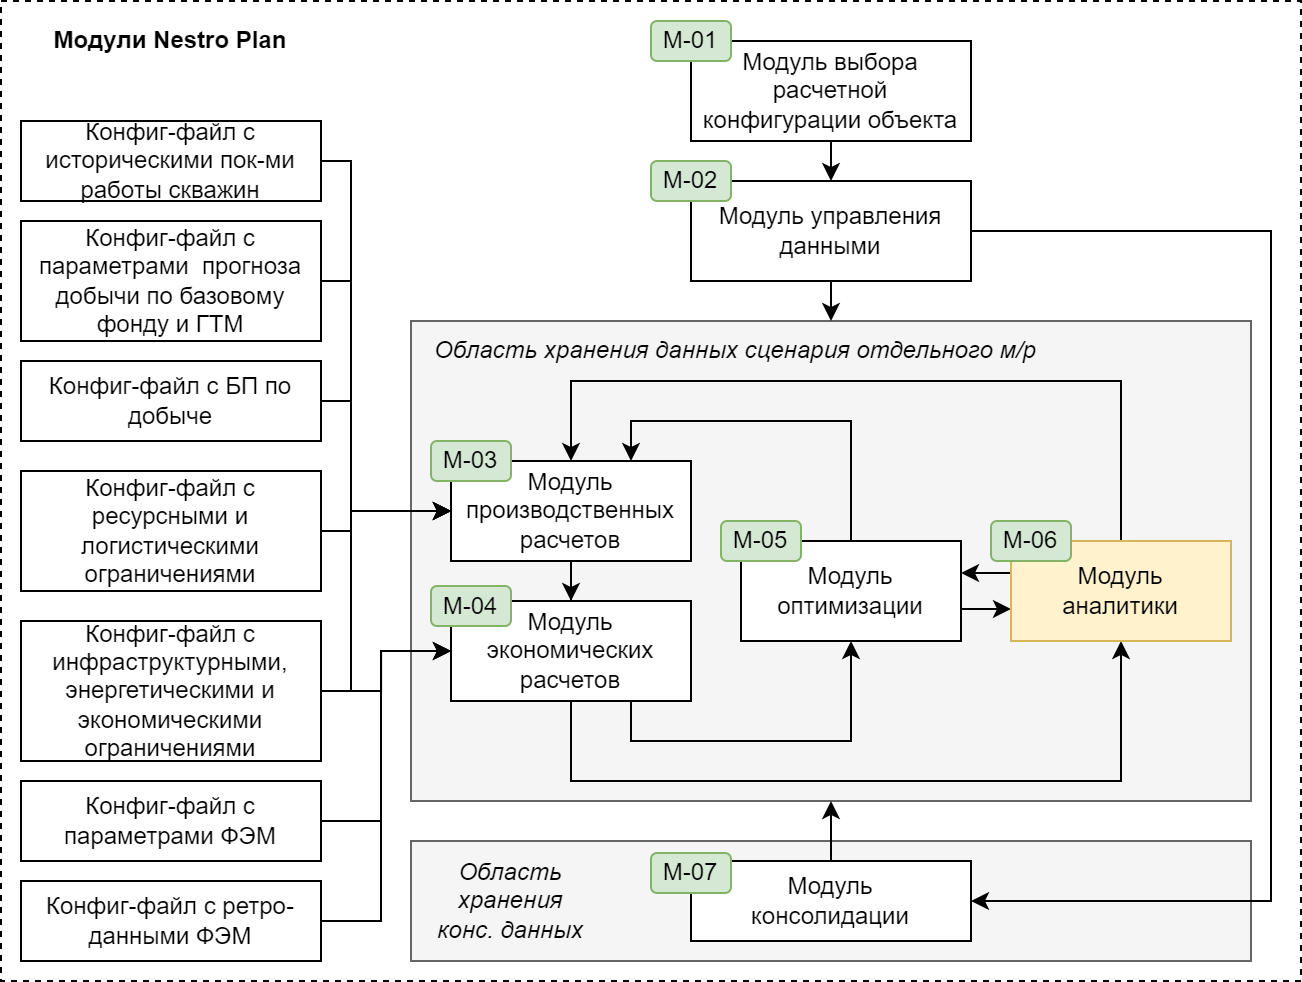 Модули Nestro Plan
M-01
Модуль выбора
расчетной
конфигурации объекта
M-02
Модуль управления
данными
Конфиг-файл с
историческими пок-ми
работы скважин
Конфиг-файл с
параметрами прогноза
добычи по базовому
фонду и ГТМ
Конфиг-файл с БП по
добыче
Конфиг-файл с
ресурсными и
логистическими
ограничениями
Конфиг-файл с
инфраструктурными,
энергетическими и
экономическими
ограничениями
Конфиг-файл с
параметрами ФЭМ
Конфиг-файл с ретро-
данными ФЭМ
Область хранения данных сценария отдельного м/р
M-03
Модуль
производственных
расчетов
M-04
Модуль
экономических
расчетов
M-05
Модуль
оптимизации
M-06
Модуль
аналитики
Область
хранения
конс. данных
M-07
Модуль
консолидации